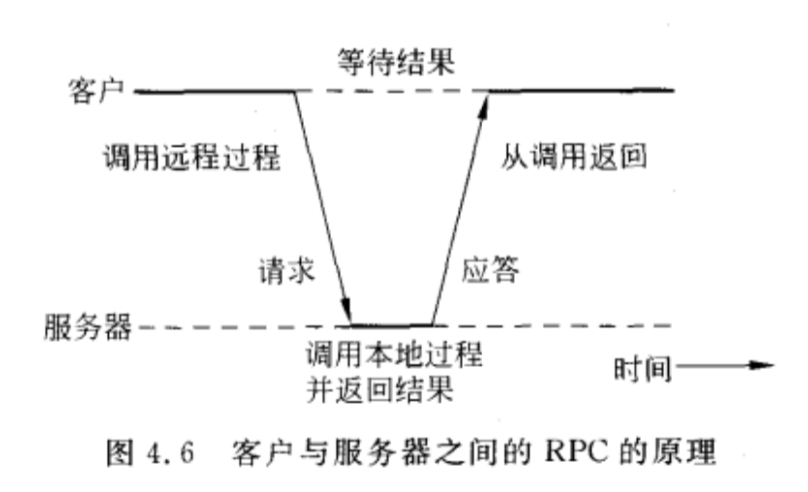 等待结果
客户
调用远程过程
从调用返回
请求
应答
服务器
调用本地过程
并返回结果
时间
图 4.6 客户与服务器之间的 RPC 的原理